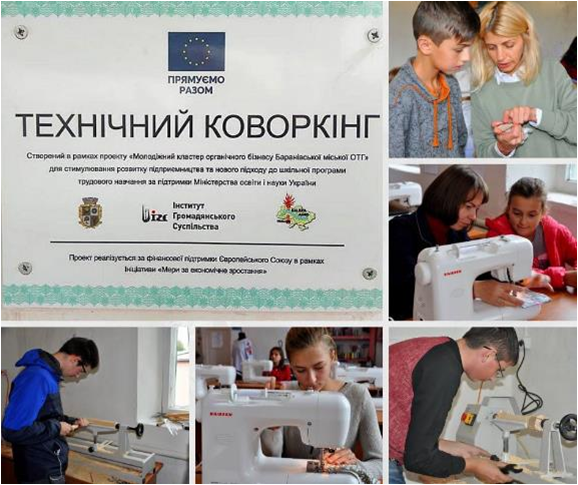 ПРЯМУЄМО
РАЗОМ
ТЕХНІЧНИЙ КОВОРКІНГ
Створений в рамках проекту «Молодіжний кластер органічного бізнесу Баранівської міської ОТГ»
для стимулювання розвитку підприємництва та нового підходу до шкільної програми
трудового навчання за підтримки Міністерства освіти і науки України
Інститут
Громадянського
Суспільства
Проект реалізується за фінансової підтримки Європейського Союзу в рамках
Ініціативи «Мери за економічне зростання»